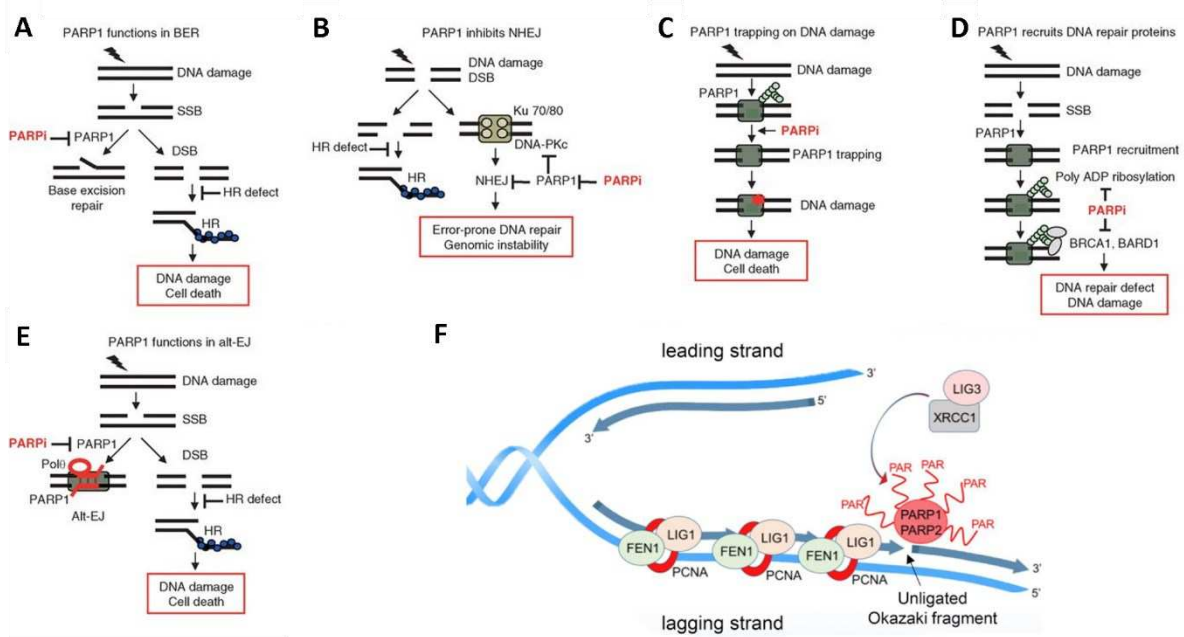 A
PARP1 functions in BER
DNA damage
SSB
PARPi
PARP1
DSB
Base excision
repair
HR defect
HR
DNA damage
Cell death
B
PARP1 inhibits NHEJ
DNA damage
DSB
Ku 70/80
HR defect
DNA-PKc
HR
NHEJ
PARP1
PARPi
Error-prone DNA repair
Genomic instability
C
PARP1 trapping on DNA damage
DNA damage
PARP1
PARPi
PARP1 trapping
DNA damage
DNA damage
Cell death
D
PARP1 recruits DNA repair proteins
DNA damage
SSB
PARP1
PARP1 recruitment
Poly ADP ribosylation
PARPi
BRCA1, BARD1
DNA repair defect
DNA damage
E
PARP1 functions in alt-EJ
DNA damage
SSB
PARPi
PARP1
Polθ
DSB
PARP1
Alt-EJ
HR defect
HR
DNA damage
Cell death
F
leading strand
3'
5'
3'
LIG3
XRCC1
PAR
PAR
PAR
PAR
PAR
PARP1
PARP2
FEN1
LIG1
PCNA
FEN1
LIG1
PCNA
FEN1
LIG1
PCNA
3'
5'
Unligated
Okazaki fragment
lagging strand